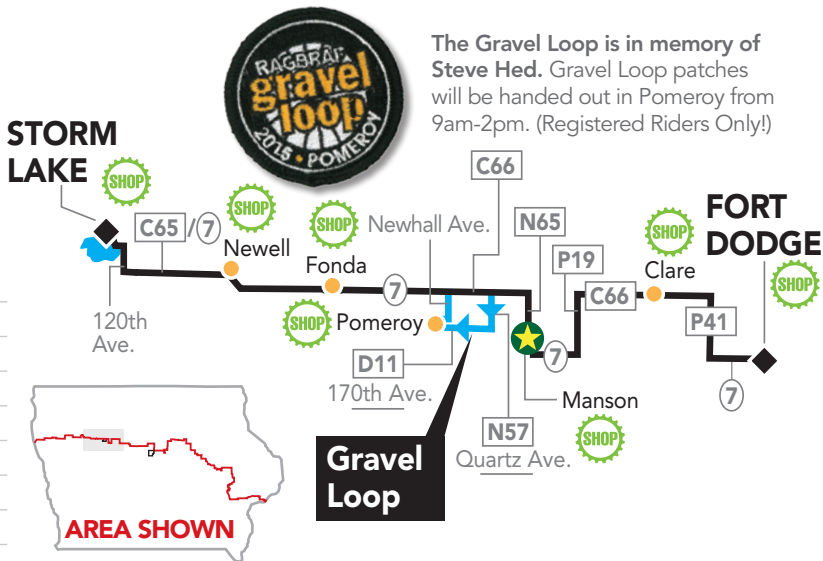 RAGBRAI
gravel
loop
2015 • POMEROY
The Gravel Loop is in memory of
Steve Hed. Gravel Loop patches
will be handed out in Pomeroy from
9am-2pm. (Registered Riders Only!)
STORM
LAKE
SHOP
C65/7
120th
Ave.
SHOP
Newell
SHOP
Fonda
SHOP
Pomeroy
7
Newhall Ave.
C66
N65
P19
7
C66
SHOP
Clare
FORT
DODGE
SHOP
P41
7
D11
170th Ave.
N57
Quartz Ave.
Manson
SHOP
Gravel
Loop
AREA SHOWN